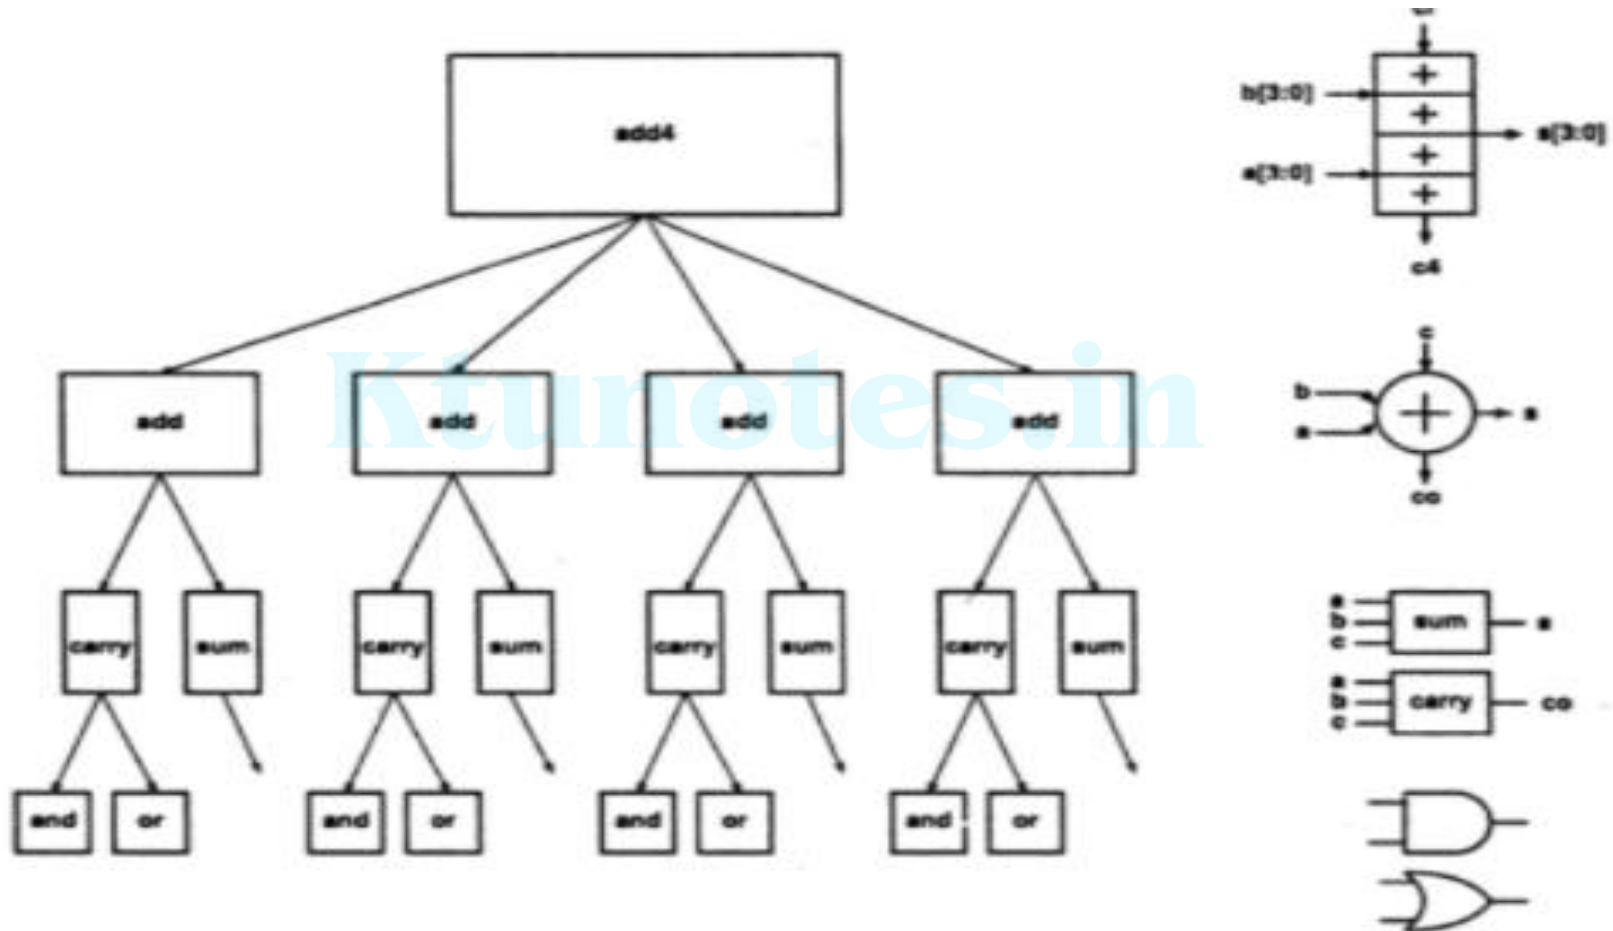 add4
b[3:0]
s[3:0]
a[3:0]
c4
Ktunotes.in
add add add add
c
b
s
a
co
carry sum carry sum carry sum carry sum
a
b sum s
c
a
b carry co
c
and or and or and or and or